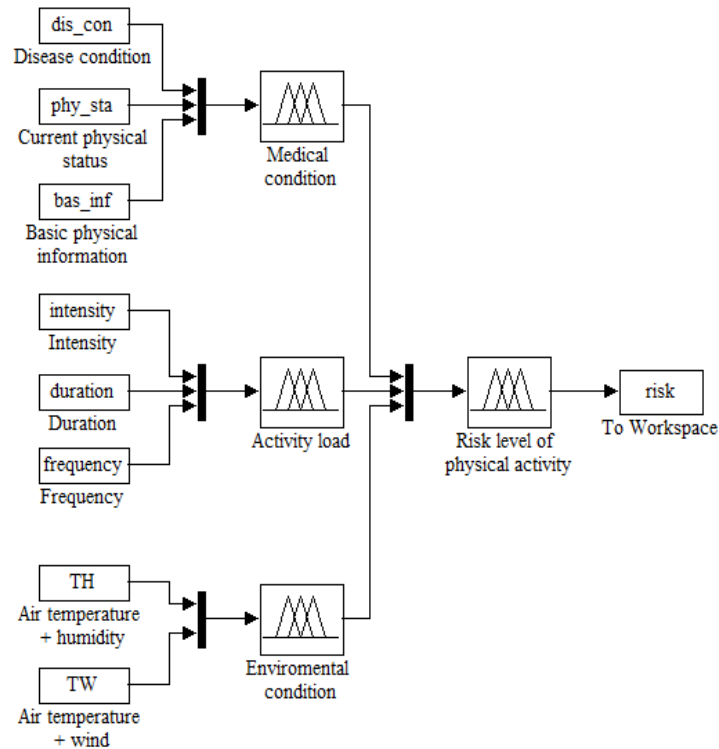 dis_con
Disease condition
phy_sta
Current physical
status
bas_inf
Basic physical
information
Medical
condition
intensity
Intensity
duration
Duration
frequency
Frequency
Activity load
Risk level of
physical activity
risk
To Workspace
TH
Air temperature
+ humidity
TW
Air temperature
+ wind
Enviromental
condition